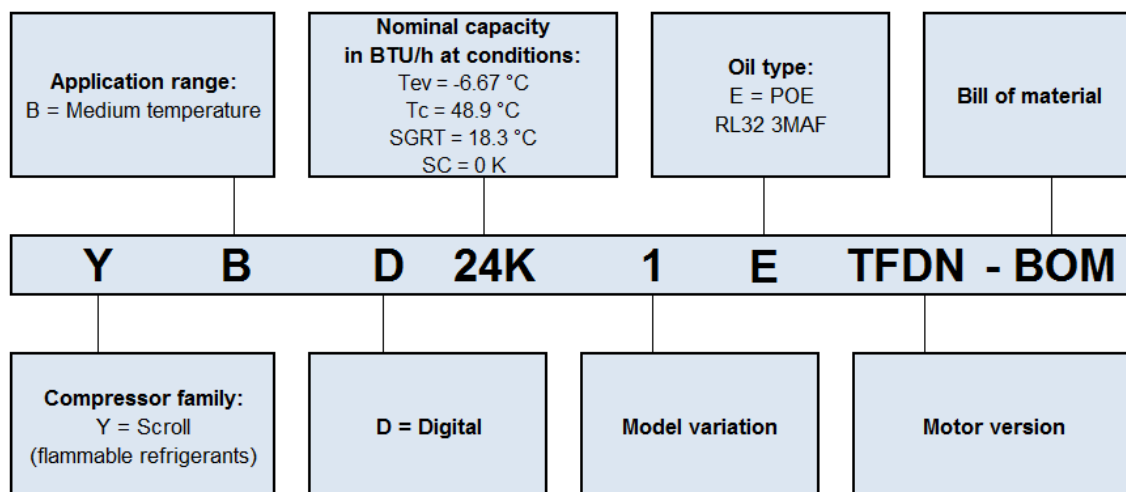 Application range:
B = Medium temperature
Nominal capacity
in BTU/h at conditions:
Tev = -6.67 °C
Tc = 48.9 °C
SGRT = 18.3 °C
SC = 0 K
Oil type:
E = POE
RL32 3MAF
Bill of material
Y B D 24K 1 E TFDN - BOM
Compressor family:
Y = Scroll
(flammable refrigerants)
D = Digital
Model variation
Motor version